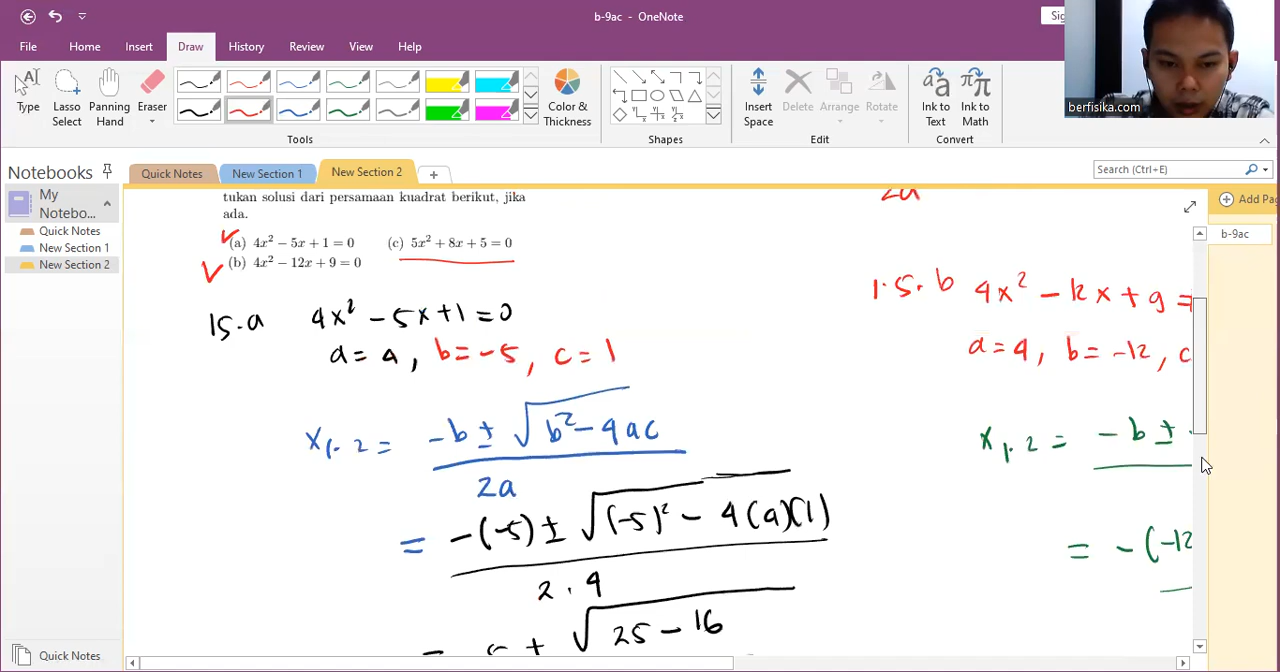 b-9ac - OneNote
berfisika.com
File Home Insert Draw History Review View Help
Type
Lasso Select
Panning Hand
Eraser
Color & Thickness
Insert Space
Delete
Arrange
Rotate
Ink to Text
Ink to Math
Tools
Shapes
Edit
Convert
Notebooks
Quick Notes
New Section 1
New Section 2
Search (Ctrl+E)
My Notebo...
Quick Notes
New Section 1
New Section 2
Quick Notes
Add Pag
b-9ac
tukan solusi dari persamaan kuadrat berikut, jika
ada.
(a) 4x² − 5x + 1 = 0 (c) 5x² + 8x + 5 = 0
(b) 4x² − 12x + 9 = 0
15.a 4x² − 5x + 1 = 0
a = 4, b = −5, c = 1
x₁.₂ = −b ± √b² − 4ac
2a
= −(−5) ± √(−5)² − 4(4)(1)
2 . 4
√25 − 16
2a
1.5.b 4x² − 12x + 9 =
a = 4, b = −12, c
x₁.₂ = −b ±
= −(−12